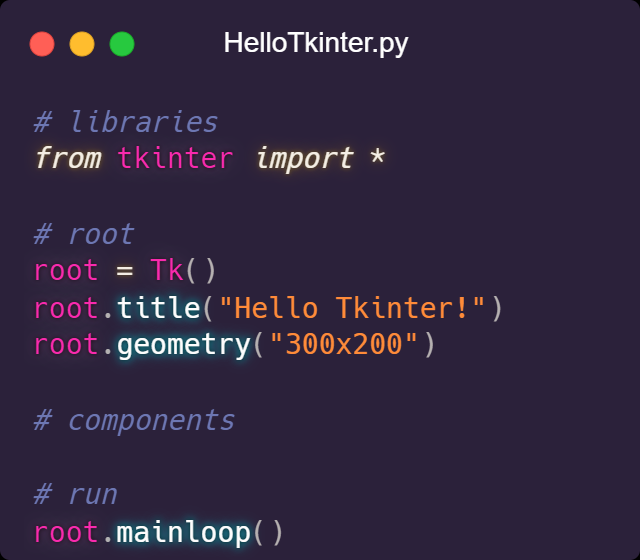 HelloTkinter.py
# libraries
from tkinter import *
# root
root = Tk()
root.title("Hello Tkinter!")
root.geometry("300x200")
# components
# run
root.mainloop()